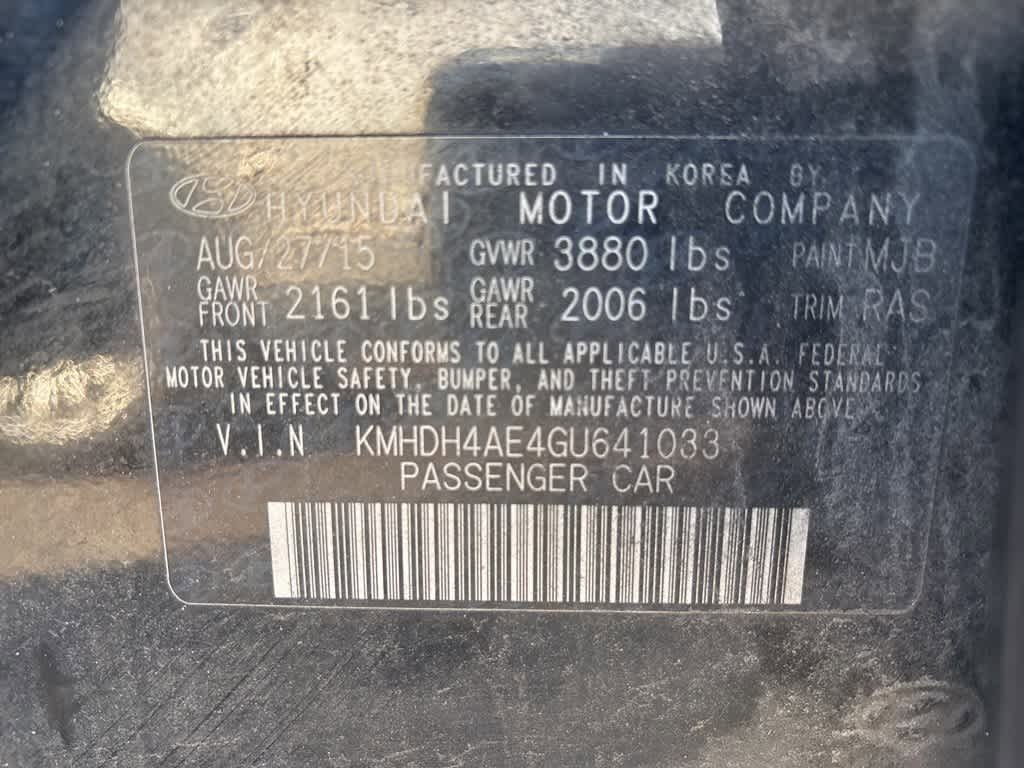 MANUFACTURED IN KOREA BY
HYUNDAI MOTOR COMPANY
AUG/27/15 GVWR 3880 lbs PAINT MJB
GAWR FRONT 2161 lbs GAWR REAR 2006 lbs TRIM RAS
THIS VEHICLE CONFORMS TO ALL APPLICABLE U.S.A. FEDERAL
MOTOR VEHICLE SAFETY, BUMPER, AND THEFT PREVENTION STANDARDS
IN EFFECT ON THE DATE OF MANUFACTURE SHOWN ABOVE
V.I.N KMHDH4AE4GU641033
PASSENGER CAR